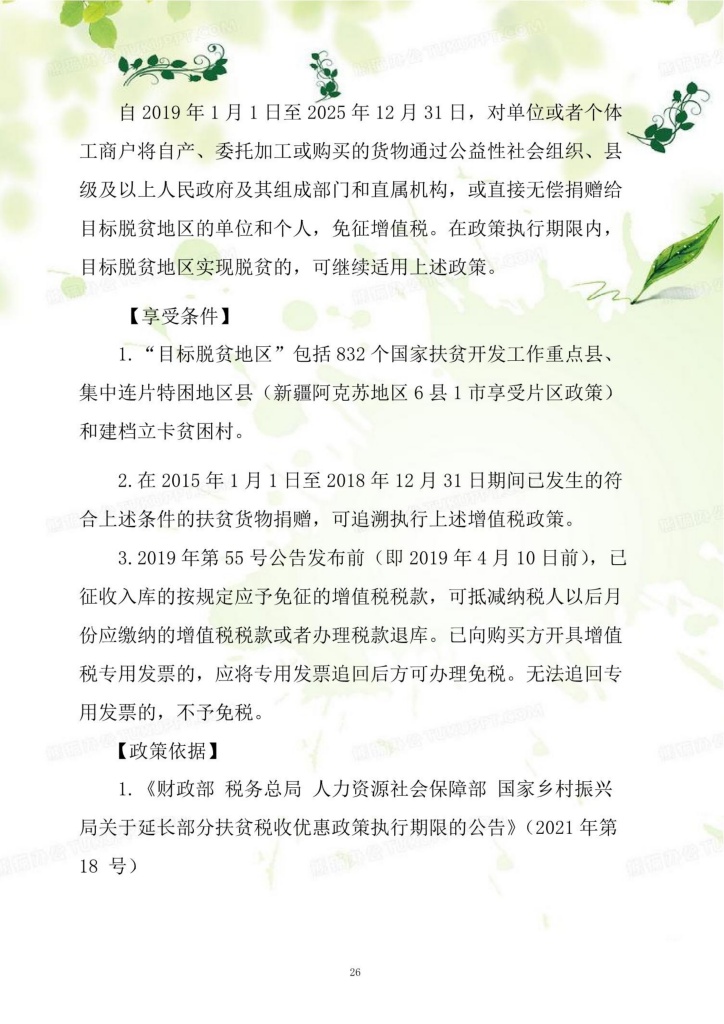 自 2019 年 1 月 1 日至 2025 年 12 月 31 日，对单位或者个体
工商户将自产、委托加工或购买的货物通过公益性社会组织、县
级及以上人民政府及其组成部门和直属机构，或直接无偿捐赠给
目标脱贫地区的单位和个人，免征增值税。在政策执行期限内，
目标脱贫地区实现脱贫的，可继续适用上述政策。
【享受条件】
1.“目标脱贫地区”包括 832 个国家扶贫开发工作重点县、
集中连片特困地区县（新疆阿克苏地区 6 县 1 市享受片区政策）
和建档立卡贫困村。
2.在 2015 年 1 月 1 日至 2018 年 12 月 31 日期间已发生的符
合上述条件的扶贫货物捐赠，可追溯执行上述增值税政策。
3.2019 年第 55 号公告发布前（即 2019 年 4 月 10 日前），已
征收入库的按规定应予免征的增值税税款，可抵减纳税人以后月
份应缴纳的增值税税款或者办理税款退库。已向购买方开具增值
税专用发票的，应将专用发票追回后方可办理免税。无法追回专
用发票的，不予免税。
【政策依据】
1.《财政部 税务总局 人力资源社会保障部 国家乡村振兴
局关于延长部分扶贫税收优惠政策执行期限的公告》（2021 年第
18 号）
26